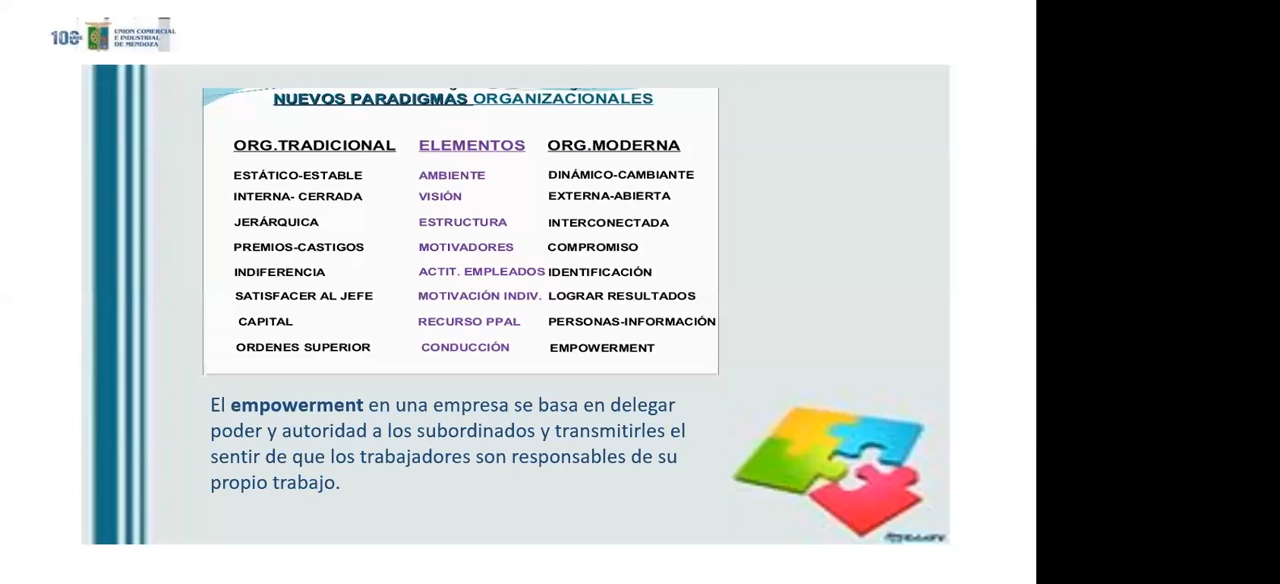 100 AÑOS
UNION COMERCIAL
E INDUSTRIAL
DE MENDOZA
NUEVOS PARADIGMAS ORGANIZACIONALES
ORG.TRADICIONAL ELEMENTOS ORG.MODERNA
ESTÁTICO-ESTABLE AMBIENTE DINÁMICO-CAMBIANTE
INTERNA- CERRADA VISIÓN EXTERNA-ABIERTA
JERÁRQUICA ESTRUCTURA INTERCONECTADA
PREMIOS-CASTIGOS MOTIVADORES COMPROMISO
INDIFERENCIA ACTIT. EMPLEADOS IDENTIFICACIÓN
SATISFACER AL JEFE MOTIVACIÓN INDIV. LOGRAR RESULTADOS
CAPITAL RECURSO PPAL PERSONAS-INFORMACIÓN
ORDENES SUPERIOR CONDUCCIÓN EMPOWERMENT
El empowerment en una empresa se basa en delegar
poder y autoridad a los subordinados y transmitirles el
sentir de que los trabajadores son responsables de su
propio trabajo.